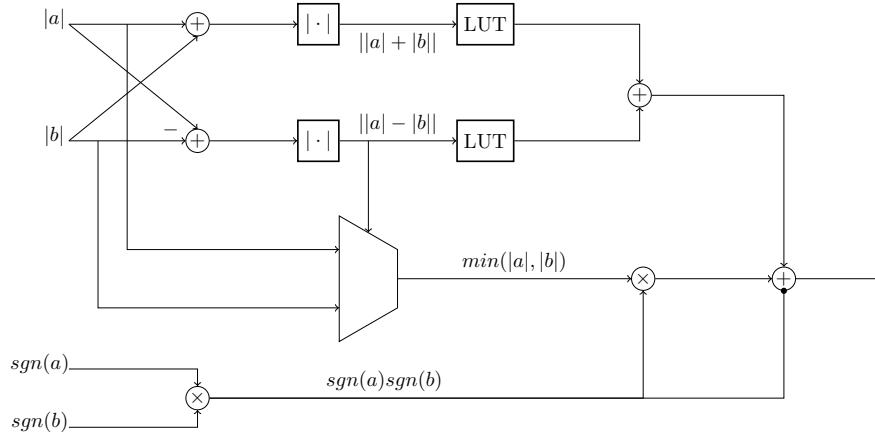 |a|
+
| · |
||a| + |b||
LUT
+
|b|
−
+
| · |
||a| − |b||
LUT
min(|a|, |b|)
×
+
sgn(a)
sgn(a)sgn(b)
×
sgn(b)